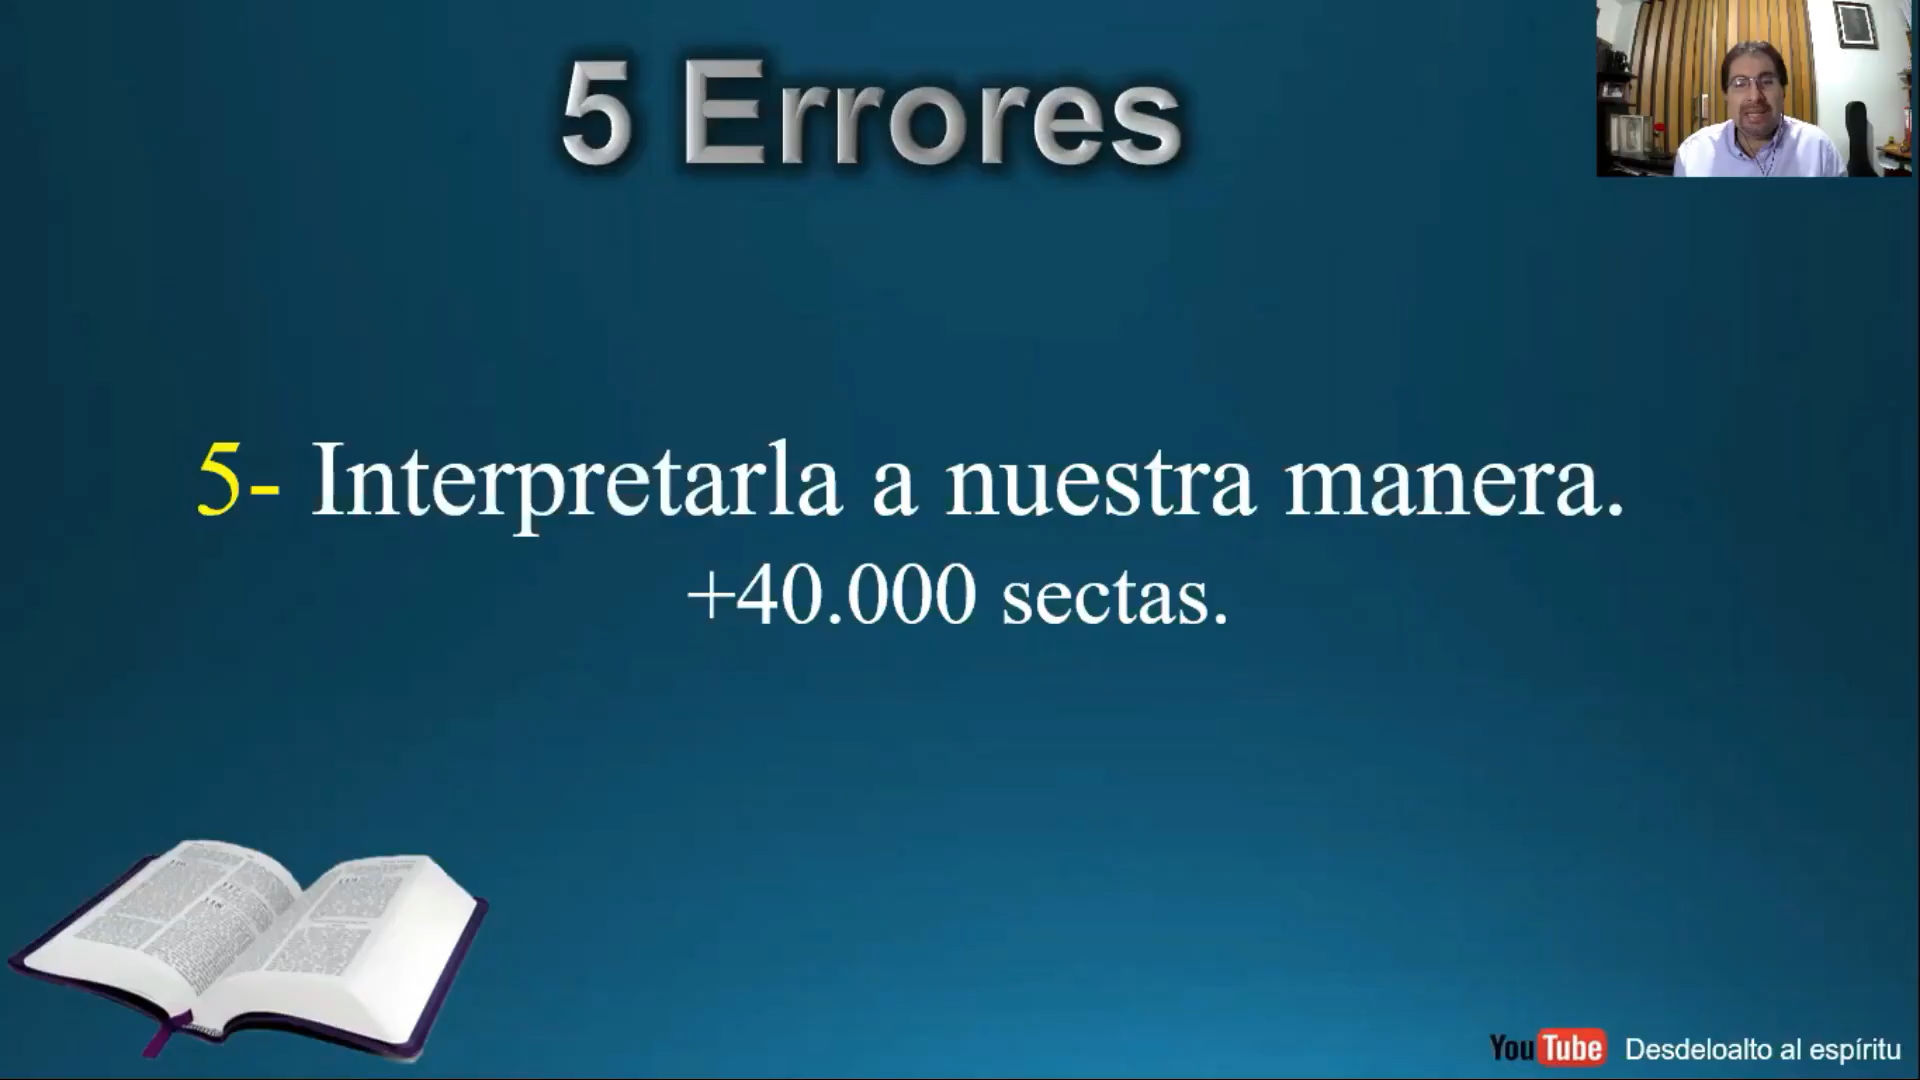 5 Errores
5- Interpretarla a nuestra manera.
+40.000 sectas.
YouTube Desdeloalto al espíritu